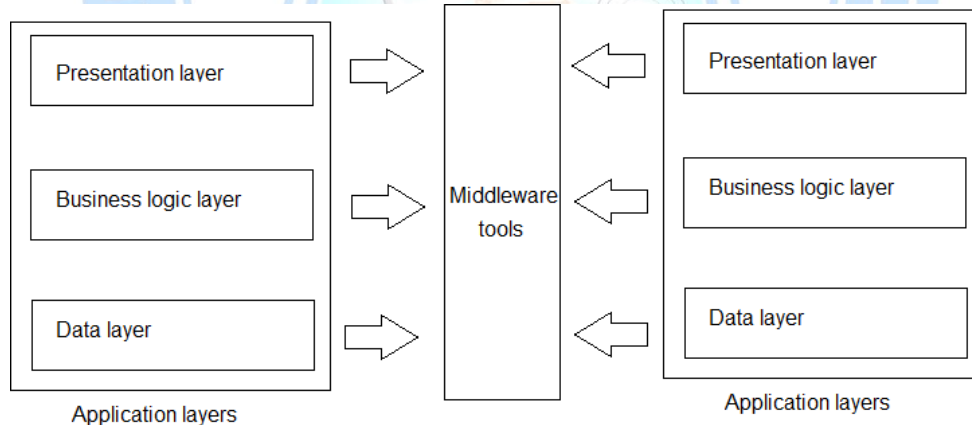 Presentation layer
Business logic layer
Data layer
Application layers
Middleware
tools
Presentation layer
Business logic layer
Data layer
Application layers